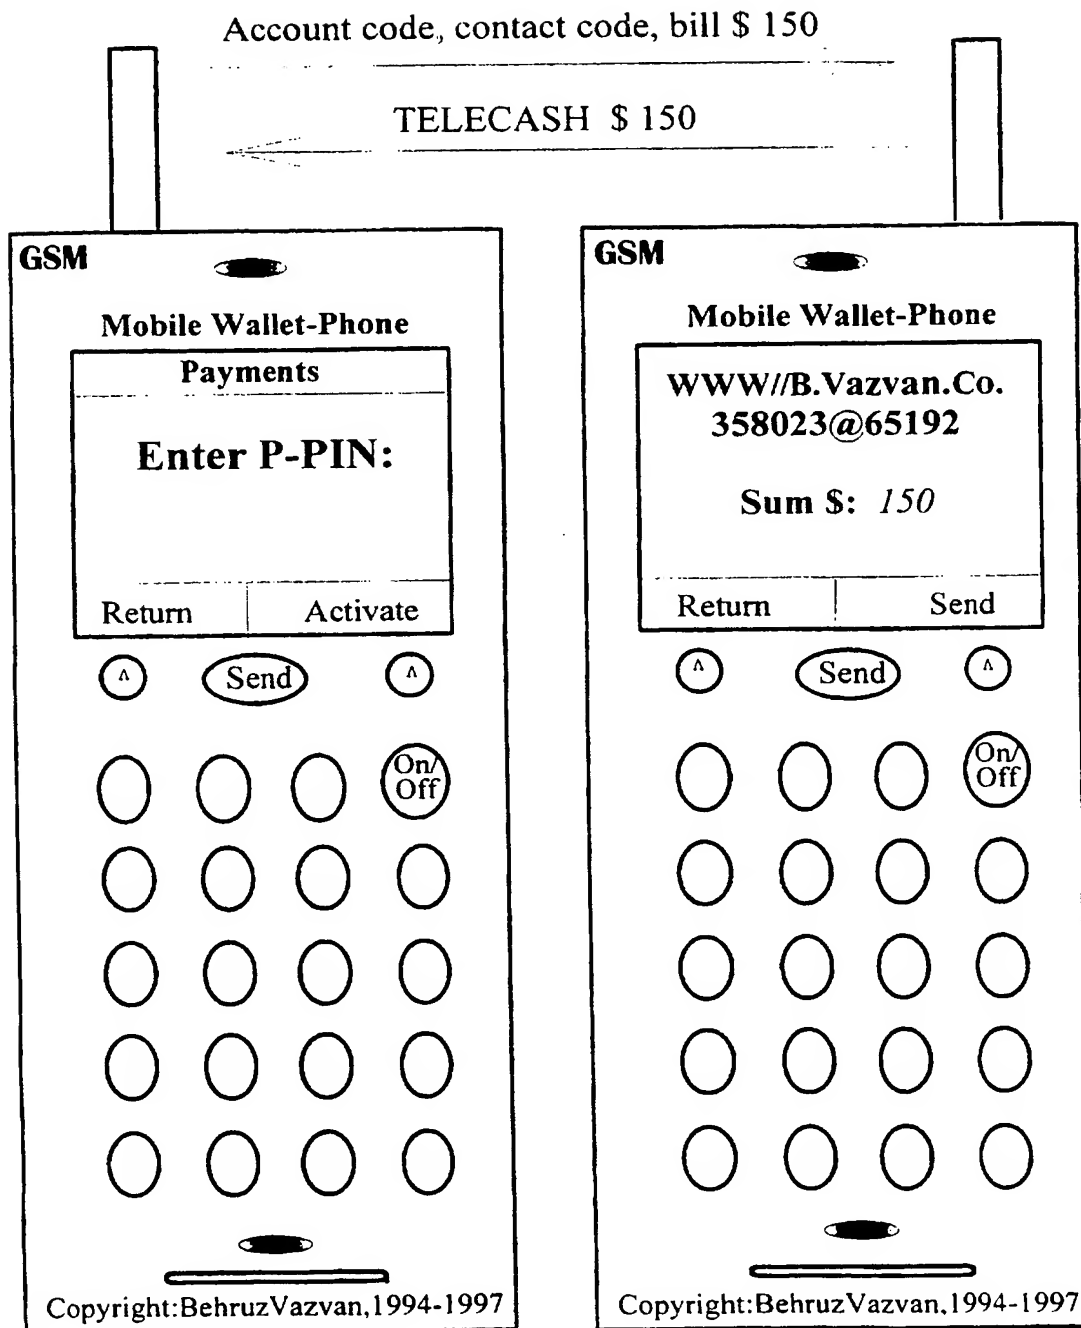 Account code, contact code, bill $ 150
TELECASH $ 150
GSM
Mobile Wallet-Phone
Payments
Enter P-PIN:
Return Activate
^ Send ^
On/
Off
Copyright:BehruzVazvan,1994-1997
GSM
Mobile Wallet-Phone
WWW//B.Vazvan.Co.
358023@65192
Sum $: 150
Return Send
^ Send ^
On/
Off
Copyright:BehruzVazvan,1994-1997